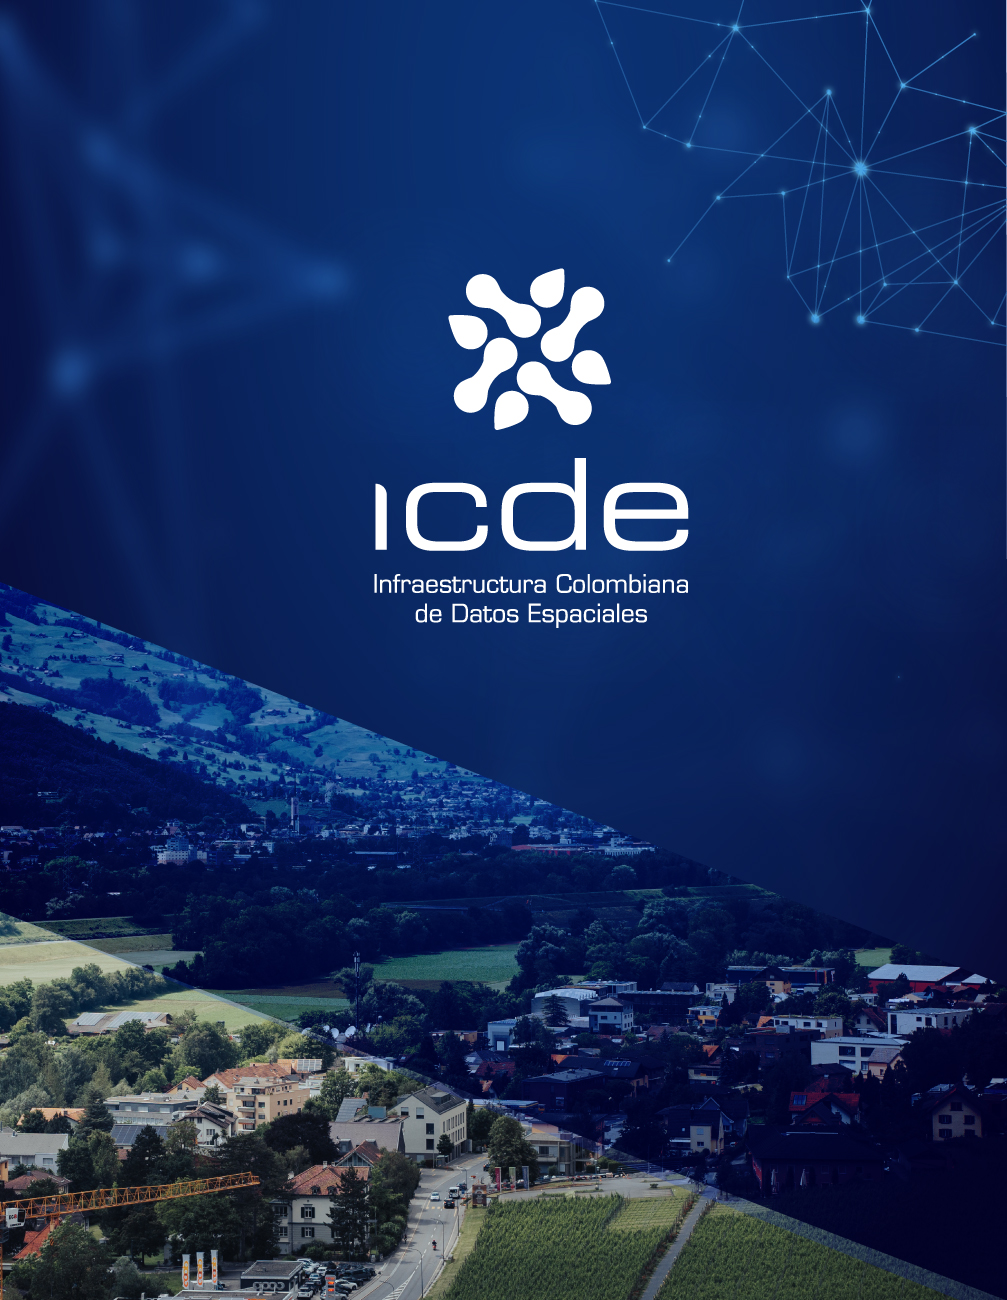 icde
Infraestructura Colombiana
de Datos Espaciales